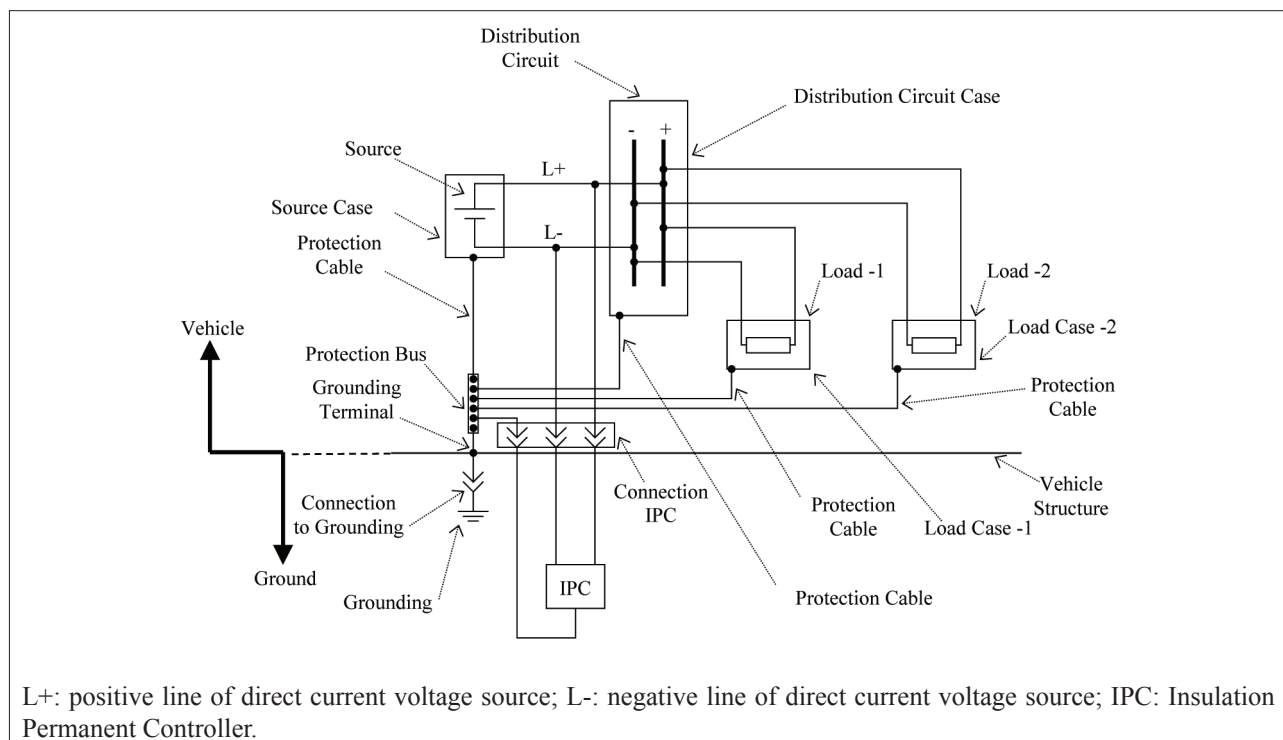 Distribution
Circuit
Distribution Circuit Case
- +
Source
L+
Source Case
L-
Protection
Cable
Load -1
Load -2
Vehicle
Load Case -2
Protection Bus
Grounding
Terminal
Protection
Cable
Connection
to Grounding
Connection
IPC
Protection
Cable
Vehicle
Structure
Load Case -1
Ground
Grounding
IPC
Protection Cable
L+: positive line of direct current voltage source; L-: negative line of direct current voltage source; IPC: Insulation
Permanent Controller.